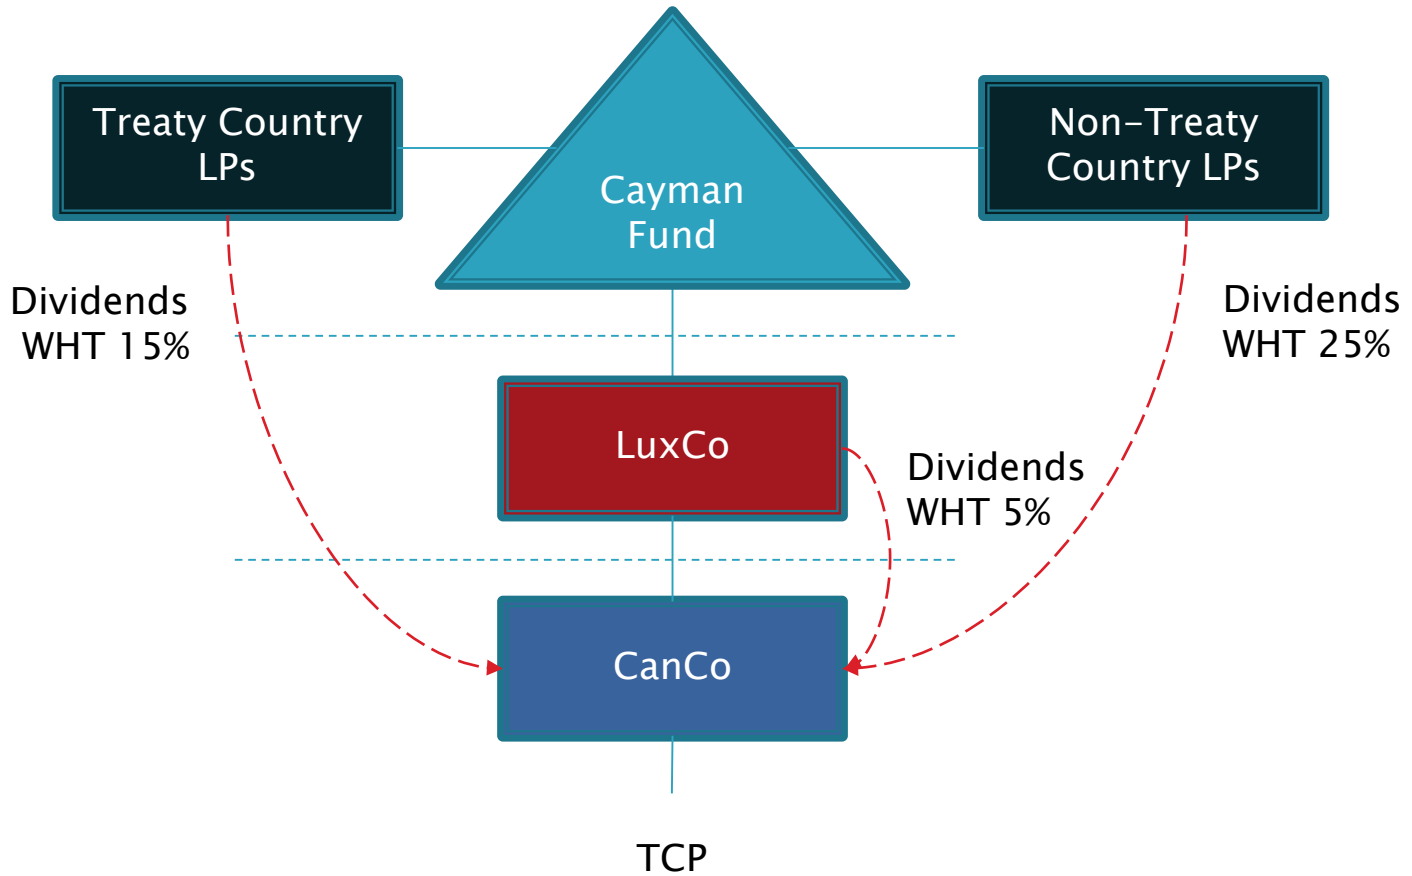 Treaty Country
LPs
Cayman
Fund
Non-Treaty
Country LPs
Dividends
WHT 15%
Dividends
WHT 25%
LuxCo
Dividends
WHT 5%
CanCo
TCP